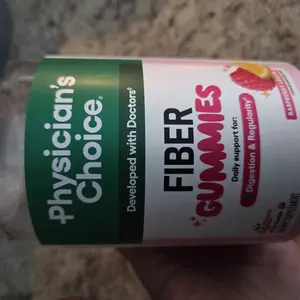 Physician's
Choice®
Developed with Doctors†
FIBER
GUMMIES
Daily support for:
Digestion & Regularity*